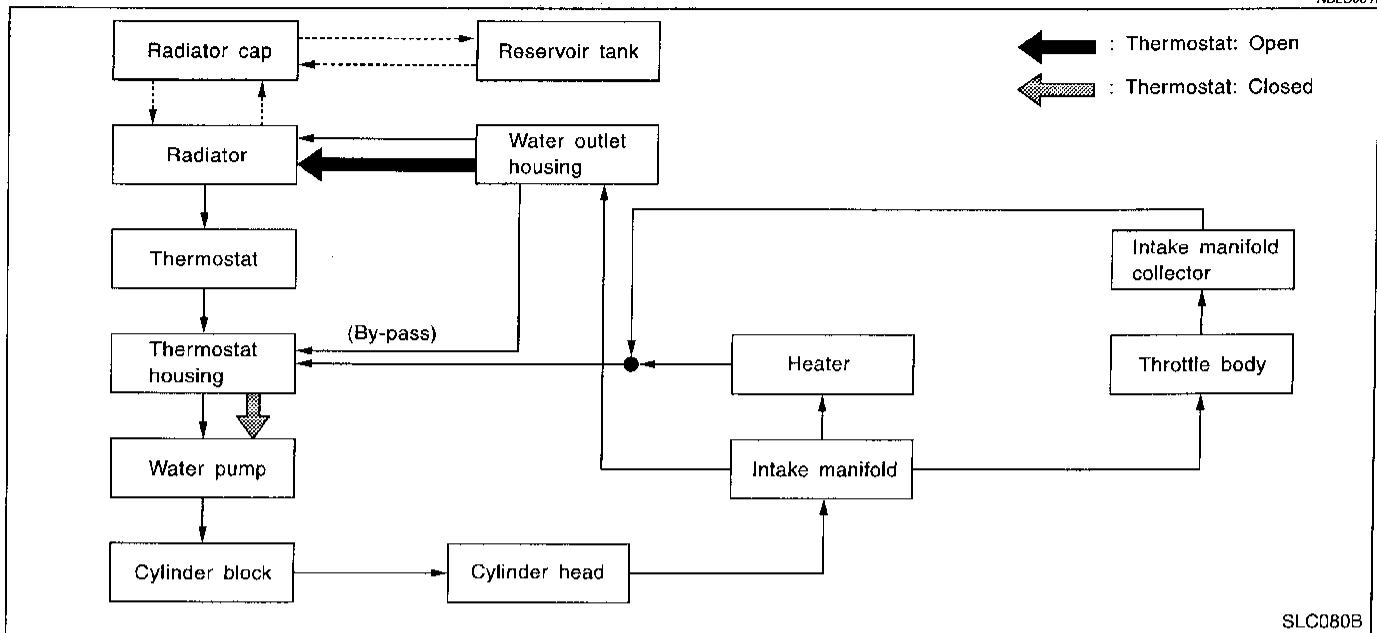 Radiator cap
Reservoir tank
: Thermostat: Open
: Thermostat: Closed
Radiator
Water outlet
housing
Thermostat
Intake manifold
collector
(By-pass)
Thermostat
housing
Heater
Throttle body
Water pump
Intake manifold
Cylinder block
Cylinder head
SLC080B